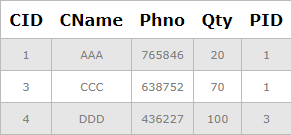 CID CName Phno Qty PID
1 AAA 765846 20 1
3 CCC 638752 70 1
4 DDD 436227 100 3